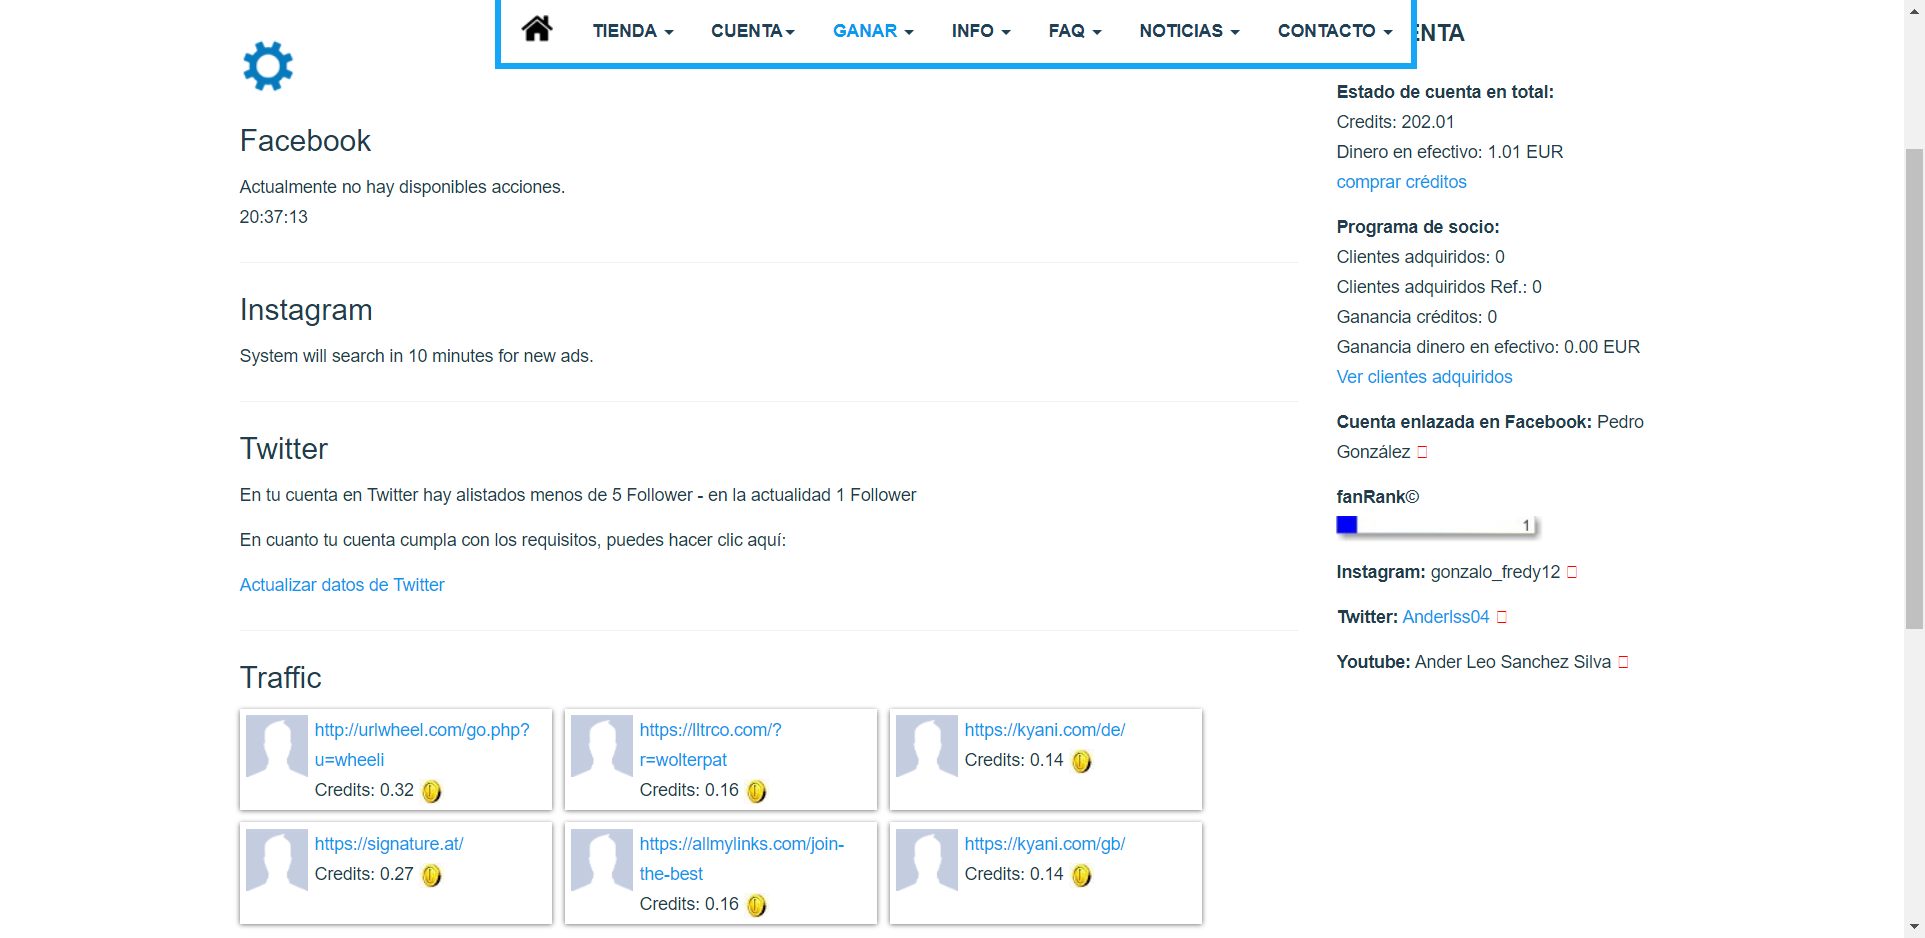 TIENDA CUENTA GANAR INFO FAQ NOTICIAS CONTACTO
ENTA
Facebook
Actualmente no hay disponibles acciones.
20:37:13
Instagram
System will search in 10 minutes for new ads.
Twitter
En tu cuenta en Twitter hay alistados menos de 5 Follower - en la actualidad 1 Follower
En cuanto tu cuenta cumpla con los requisitos, puedes hacer clic aquí:
Actualizar datos de Twitter
Traffic
http://urlwheel.com/go.php?
u=wheeli
Credits: 0.32
https://lltrco.com/?
r=wolterpat
Credits: 0.16
https://kyani.com/de/
Credits: 0.14
https://signature.at/
Credits: 0.27
https://allmylinks.com/join-
the-best
Credits: 0.16
https://kyani.com/gb/
Credits: 0.14
Estado de cuenta en total:
Credits: 202.01
Dinero en efectivo: 1.01 EUR
comprar créditos
Programa de socio:
Clientes adquiridos: 0
Clientes adquiridos Ref.: 0
Ganancia créditos: 0
Ganancia dinero en efectivo: 0.00 EUR
Ver clientes adquiridos
Cuenta enlazada en Facebook: Pedro
González
fanRank©
1
Instagram: gonzalo_fredy12
Twitter: Anderlss04
Youtube: Ander Leo Sanchez Silva